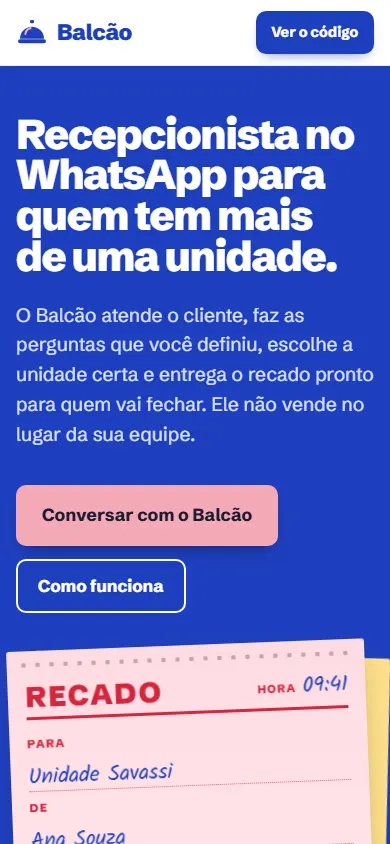 Balcão
Ver o código
Recepcionista no
WhatsApp para
quem tem mais
de uma unidade.
O Balcão atende o cliente, faz as
perguntas que você definiu, escolhe a
unidade certa e entrega o recado pronto
para quem vai fechar. Ele não vende no
lugar da sua equipe.
Conversar com o Balcão
Como funciona
RECADO
HORA 09:41
PARA
Unidade Savassi
DE
Ana Souza